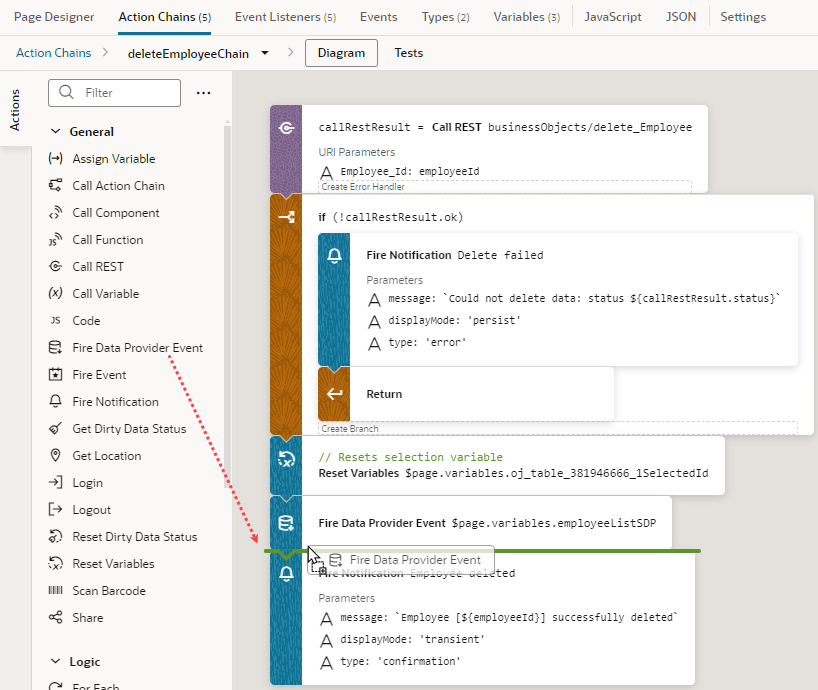 Page Designer Action Chains (5) Event Listeners (5) Events Types (2) Variables (3) JavaScript JSON Settings
Action Chains deleteEmployeeChain Diagram Tests
Actions
Filter
General
Assign Variable
Call Action Chain
Call Component
Call Function
Call REST
Call Variable
Code
Fire Data Provider Event
Fire Event
Fire Notification
Get Dirty Data Status
Get Location
Login
Logout
Reset Dirty Data Status
Reset Variables
Scan Barcode
Share
Logic
For Each
callRestResult = Call REST businessObjects/delete_Employee
URI Parameters
Employee_Id: employeeId
Create Error Handler
if (!callRestResult.ok)
Fire Notification Delete failed
Parameters
message: `Could not delete data: status ${callRestResult.status}`
displayMode: 'persist'
type: 'error'
Return
Create Branch
// Resets selection variable
Reset Variables $page.variables.oj_table_381946666_1SelectedId
Fire Data Provider Event $page.variables.employeeListSDP
Fire Data Provider Event
Fire Notification Employee deleted
Parameters
message: `Employee [${employeeId}] successfully deleted`
displayMode: 'transient'
type: 'confirmation'